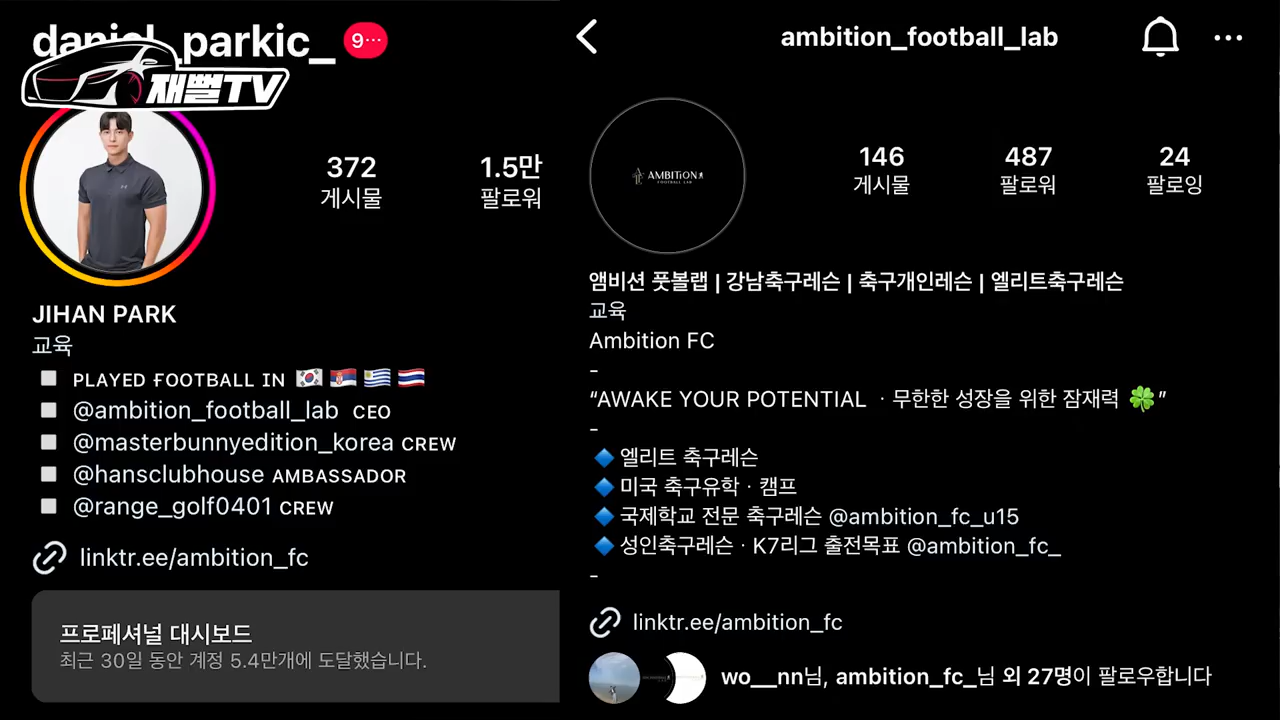 daniel_parkic_
9···
재뻘TV
372
게시물
1.5만
팔로워
JIHAN PARK
교육
PLAYED FOOTBALL IN 🇰🇷 🇷🇸 🇺🇾 🇹🇭
@ambition_football_lab CEO
@masterbunnyedition_korea CREW
@hansclubhouse AMBASSADOR
@range_golf0401 CREW
linktr.ee/ambition_fc
프로페셔널 대시보드
최근 30일 동안 계정 5.4만개에 도달했습니다.
ambition_football_lab
AMBITION
FOOTBALL LAB
146
게시물
487
팔로워
24
팔로잉
앰비션 풋볼랩 | 강남축구레슨 | 축구개인레슨 | 엘리트축구레슨
교육
Ambition FC
-
“AWAKE YOUR POTENTIAL · 무한한 성장을 위한 잠재력 🍀”
-
🔷엘리트 축구레슨
🔷미국 축구유학 · 캠프
🔷국제학교 전문 축구레슨 @ambition_fc_u15
🔷성인축구레슨 · K7리그 출전목표 @ambition_fc_
-
linktr.ee/ambition_fc
wo__nn님, ambition_fc_님 외 27명이 팔로우합니다